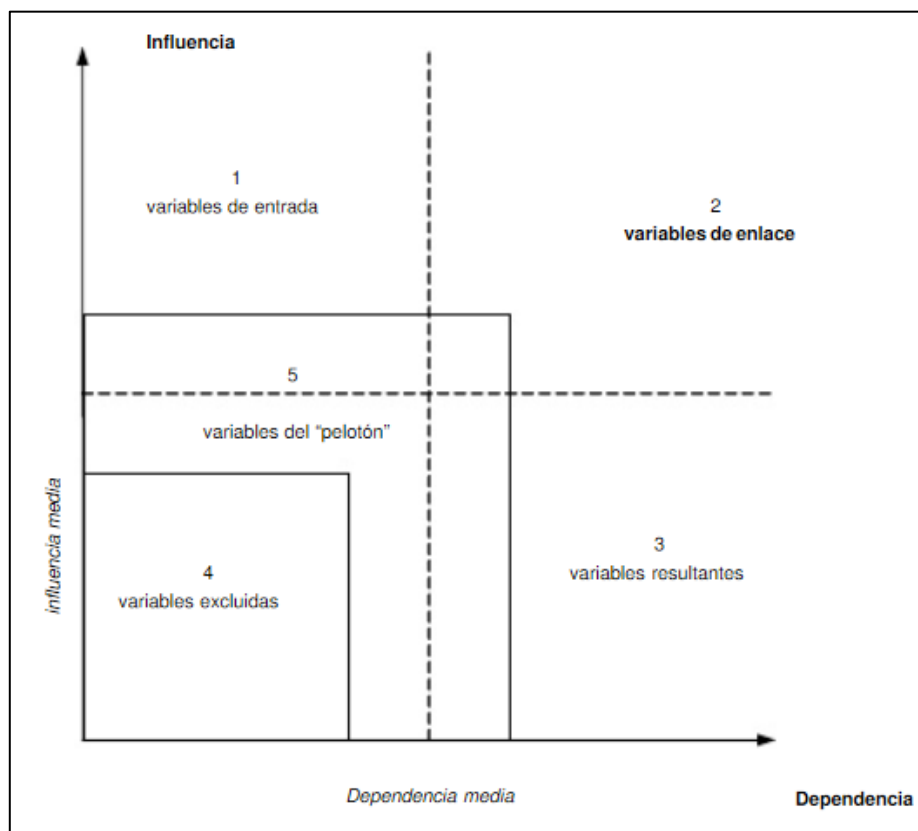 Influencia
1
variables de entrada
2
variables de enlace
5
variables del “pelotón”
influencia media
4
variables excluidas
3
variables resultantes
Dependencia media
Dependencia